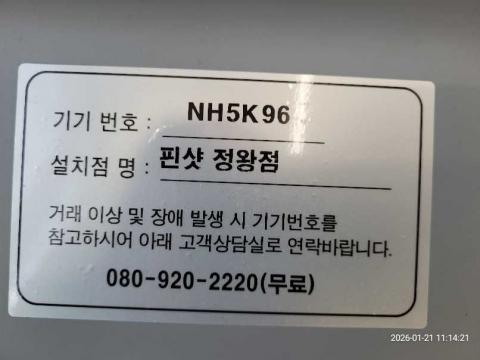 기기 번호 : NH5K96
설치점 명 : 핀샷 정왕점
거래 이상 및 장애 발생 시 기기번호를
참고하시어 아래 고객상담실로 연락바랍니다.
080-920-2220(무료)
2026-01-21 11:14:21